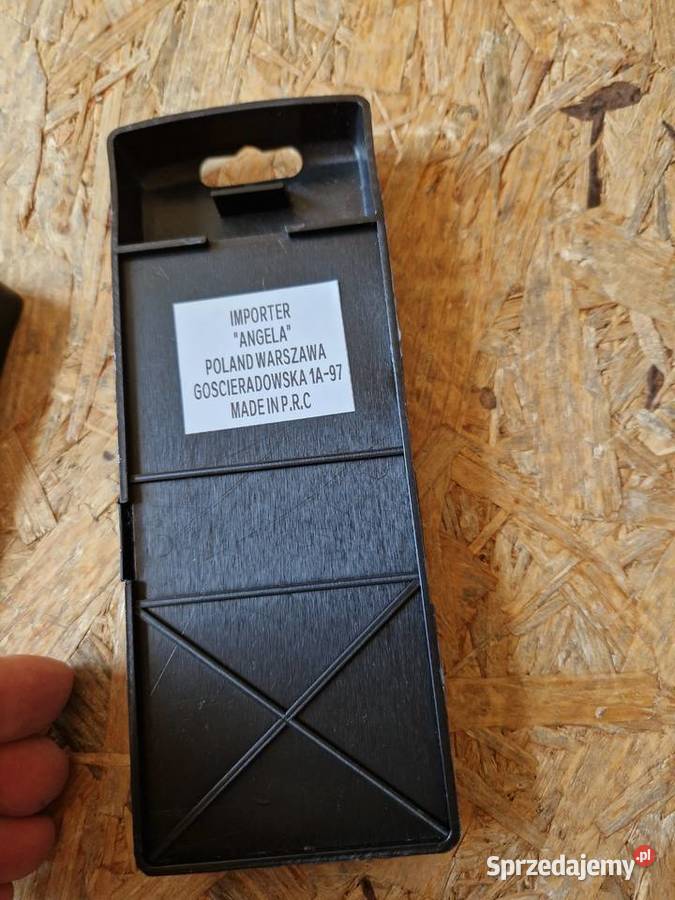 IMPORTER
"ANGELA"
POLAND WARSZAWA
GOSCIERADOWSKA 1A-97
MADE IN P.R.C
Sprzedajemy.pl